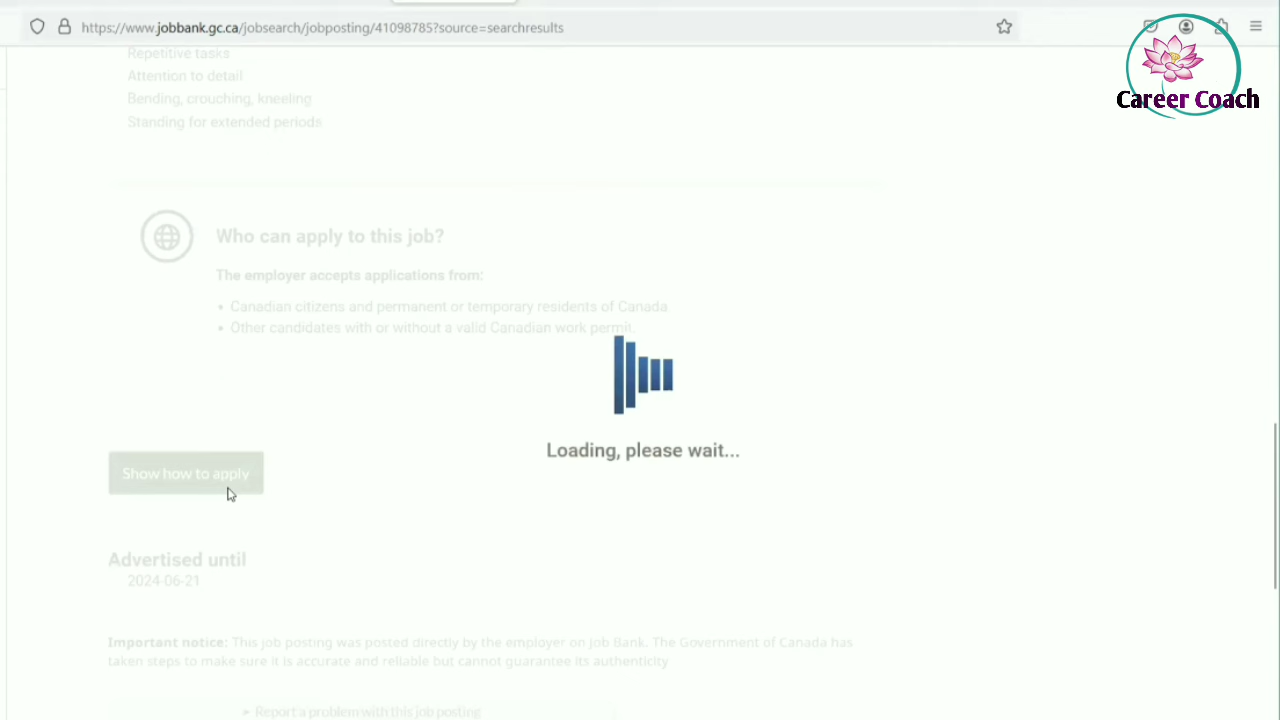 https://www.jobbank.gc.ca/jobsearch/jobposting/41098785?source=searchresults
Career Coach
Repetitive tasks
Attention to detail
Bending, crouching, kneeling
Standing for extended periods
Who can apply to this job?
The employer accepts applications from:
• Canadian citizens and permanent or temporary residents of Canada.
• Other candidates with or without a valid Canadian work permit.
Loading, please wait...
Show how to apply
Advertised until
2024-06-21
Important notice: This job posting was posted directly by the employer on Job Bank. The Government of Canada has
taken steps to make sure it is accurate and reliable but cannot guarantee its authenticity
Report a problem with this job posting